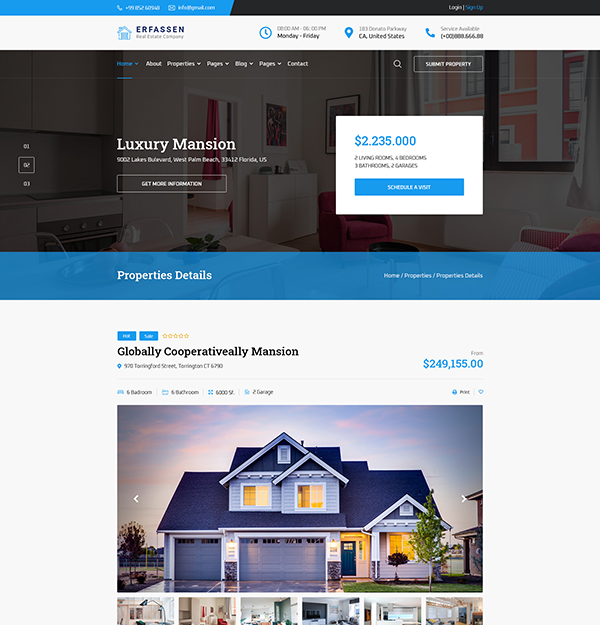 +99 852 60948 info@gmail.com Login | Sign Up
ERFASSEN
Real Estate Company
08:00 AM - 06:00 PM
Monday - Friday
103 Donato Parkway
CA, United States
Service Available
(+00)888.666.88
Home About Properties Pages Blog Pages Contact SUBMIT PROPERTY
Luxury Mansion
9002 Lakes Bulevard, West Palm Beach, 33412 Florida, US
GET MORE INFORMATION
01
02
03
$2.235.000
2 LIVING ROOMS, 4 BEDROOMS
3 BATHROOMS, 2 GARAGES
SCHEDULE A VISIT
Properties Details
Home / Properties / Properties Details
Hot Sale
Globally Cooperativeally Mansion
970 Torringford Street, Torrington CT 6790
From
$249,155.00
6 Badroom 6 Bathroom 6000 Sf. 2 Garage Print